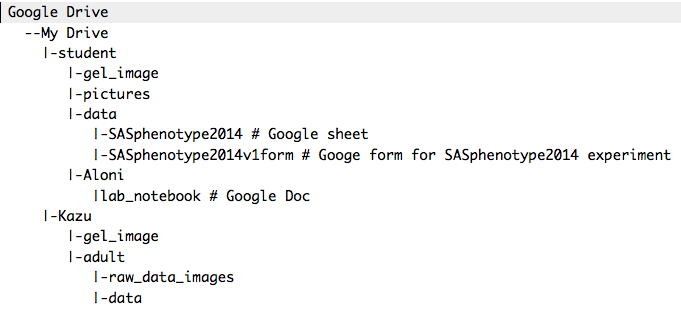 Google Drive
--My Drive
|-student
|-gel_image
|-pictures
|-data
|-SASphenotype2014 # Google sheet
|-SASphenotype2014v1form # Googe form for SASphenotype2014 experiment
|-Aloni
|lab_notebook # Google Doc
|-Kazu
|-gel_image
|-adult
|-raw_data_images
|-data